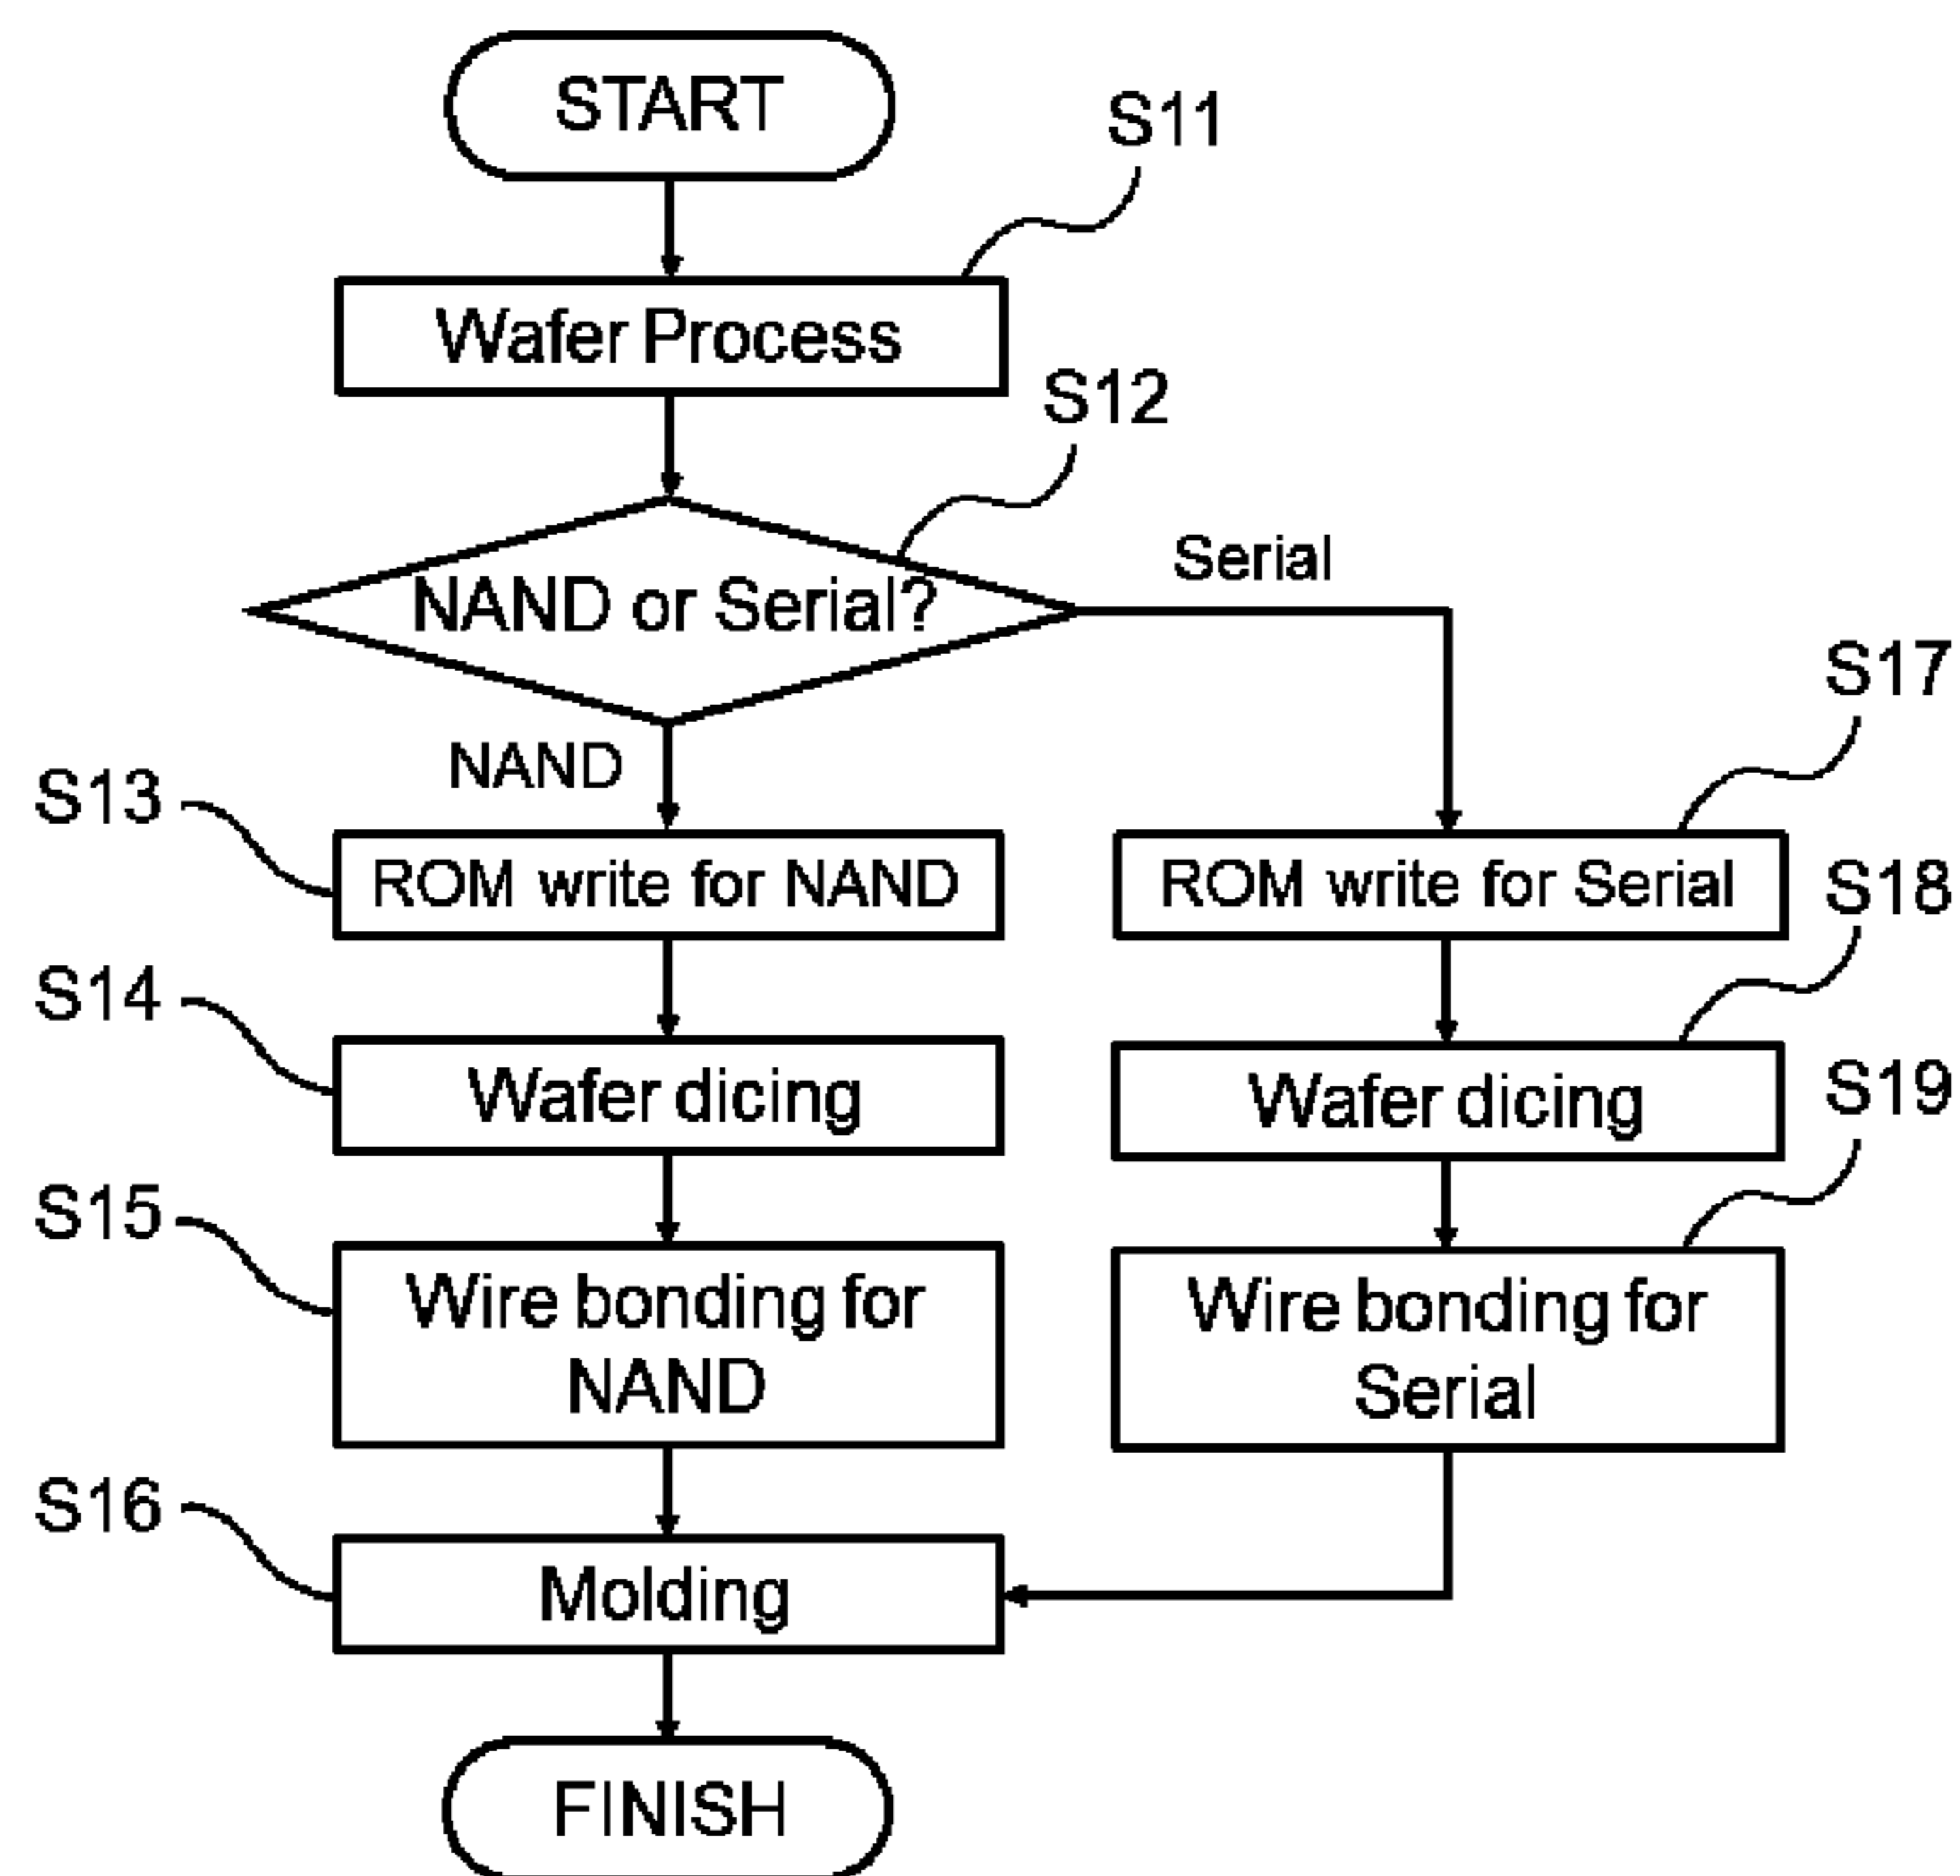 START
S11
Wafer Process
S12
NAND or Serial?
Serial
NAND
S17
S13
ROM write for NAND
ROM write for Serial
S18
S14
Wafer dicing
Wafer dicing
S19
S15
Wire bonding for
NAND
Wire bonding for
Serial
S16
Molding
FINISH